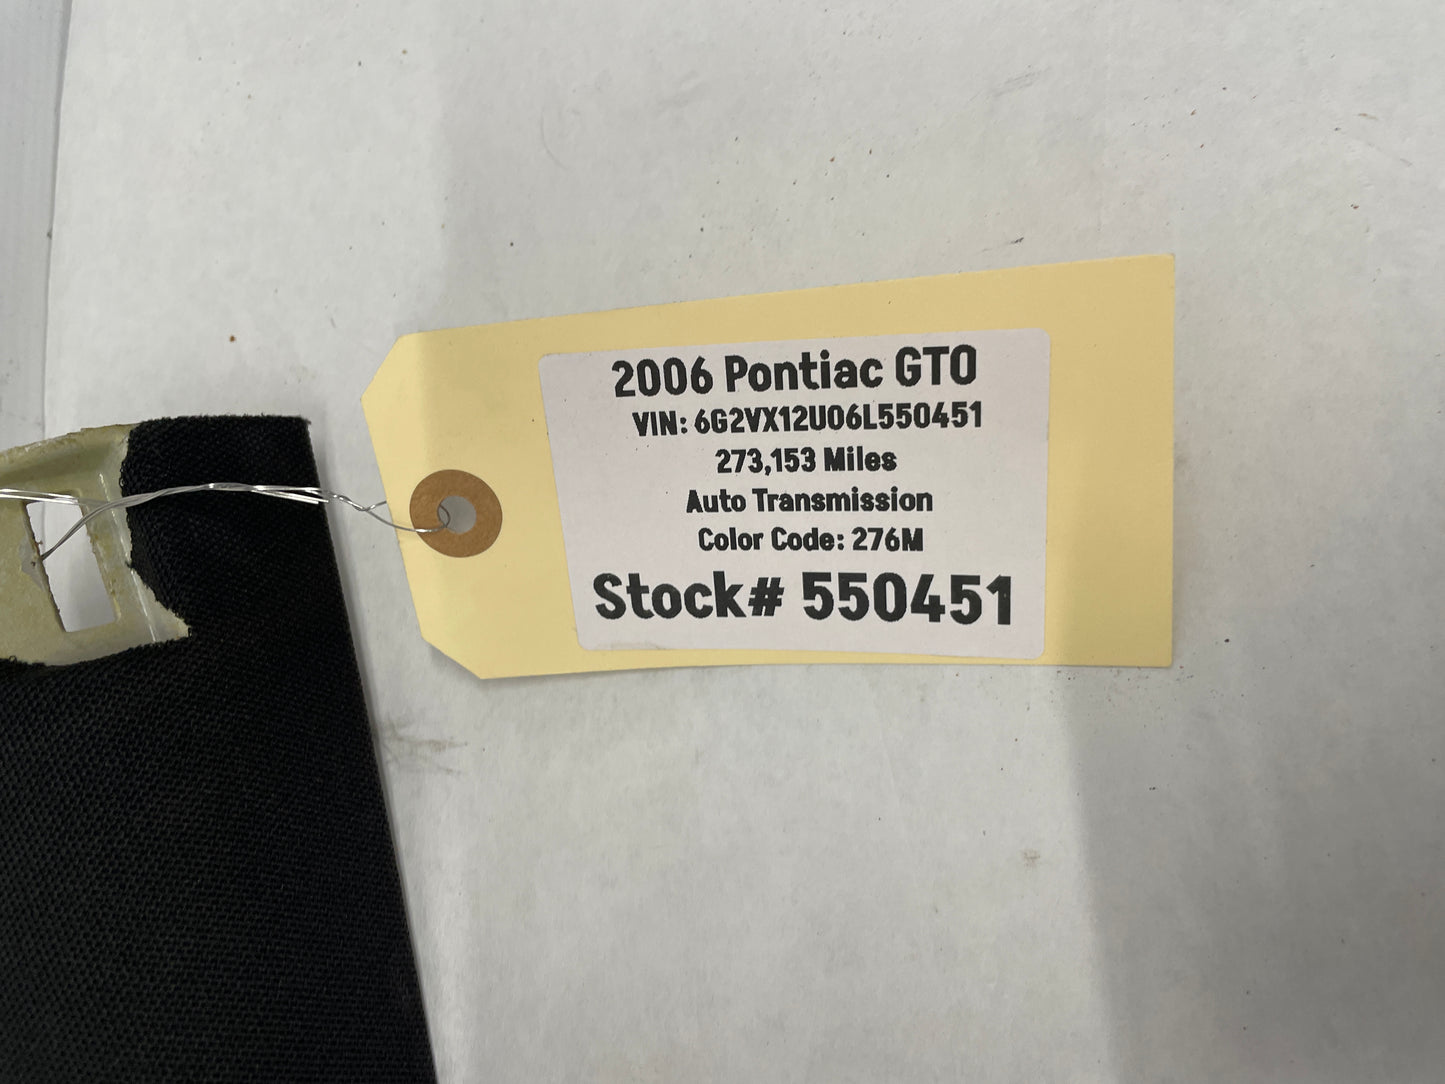 2006 Pontiac GTO
VIN: 6G2VX12U06L550451
273,153 Miles
Auto Transmission
Color Code: 276M
Stock# 550451